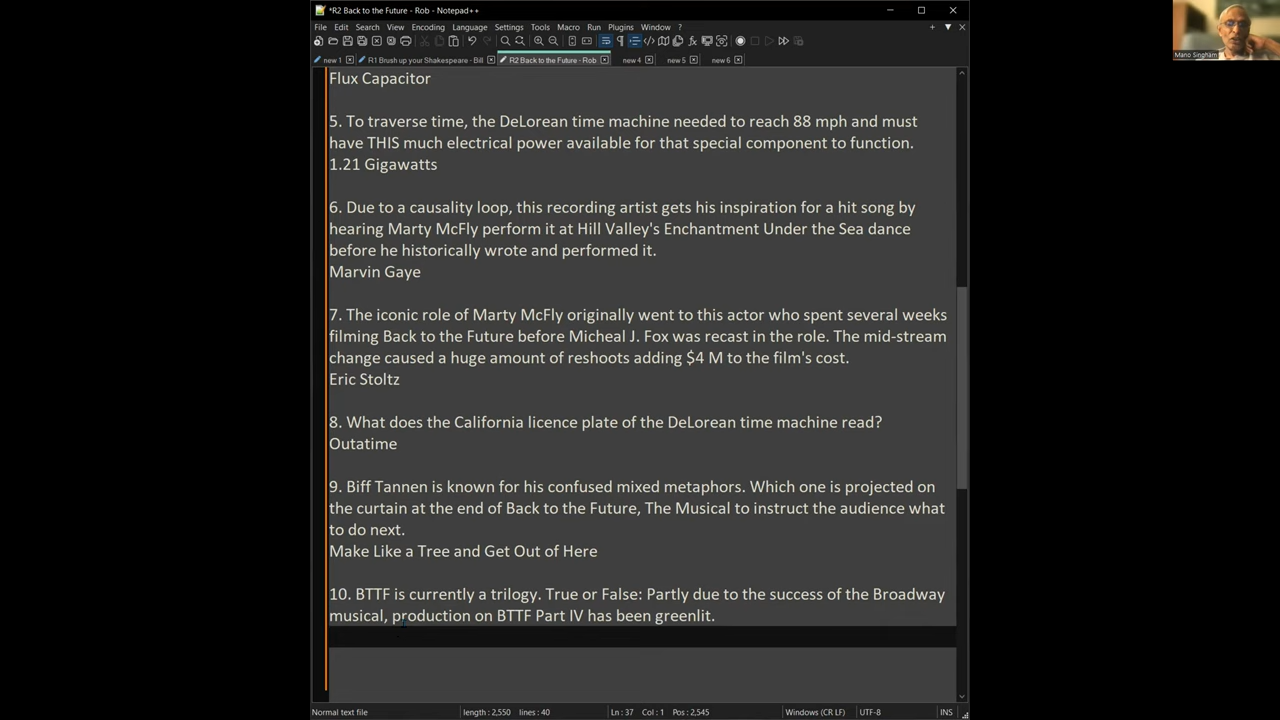 *R2 Back to the Future - Rob - Notepad++
File Edit Search View Encoding Language Settings Tools Macro Run Plugins Window ?
new 1 R1 Brush up your Shakespeare - Bill R2 Back to the Future - Rob new 4 new 5 new 6
Flux Capacitor
5. To traverse time, the DeLorean time machine needed to reach 88 mph and must
have THIS much electrical power available for that special component to function.
1.21 Gigawatts
6. Due to a causality loop, this recording artist gets his inspiration for a hit song by
hearing Marty McFly perform it at Hill Valley's Enchantment Under the Sea dance
before he historically wrote and performed it.
Marvin Gaye
7. The iconic role of Marty McFly originally went to this actor who spent several weeks
filming Back to the Future before Micheal J. Fox was recast in the role. The mid-stream
change caused a huge amount of reshoots adding $4 M to the film's cost.
Eric Stoltz
8. What does the California licence plate of the DeLorean time machine read?
Outatime
9. Biff Tannen is known for his confused mixed metaphors. Which one is projected on
the curtain at the end of Back to the Future, The Musical to instruct the audience what
to do next.
Make Like a Tree and Get Out of Here
10. BTTF is currently a trilogy. True or False: Partly due to the success of the Broadway
musical, production on BTTF Part IV has been greenlit.
Normal text file length : 2,550 lines : 40 Ln : 37 Col : 1 Pos : 2,545 Windows (CR LF) UTF-8 INS
Mano Singham